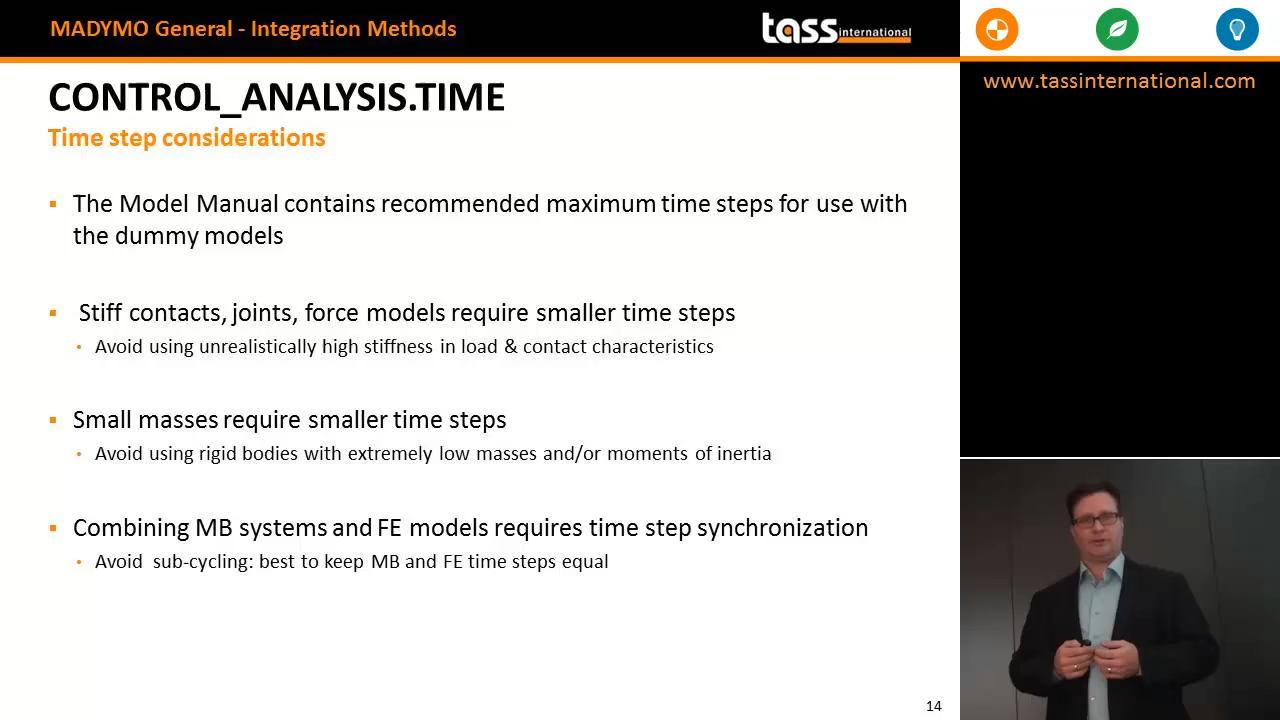 MADYMO General - Integration Methods
tass international
www.tassinternational.com
CONTROL_ANALYSIS.TIME
Time step considerations
▪ The Model Manual contains recommended maximum time steps for use with
the dummy models
▪ Stiff contacts, joints, force models require smaller time steps
• Avoid using unrealistically high stiffness in load & contact characteristics
▪ Small masses require smaller time steps
• Avoid using rigid bodies with extremely low masses and/or moments of inertia
▪ Combining MB systems and FE models requires time step synchronization
• Avoid sub-cycling: best to keep MB and FE time steps equal
14